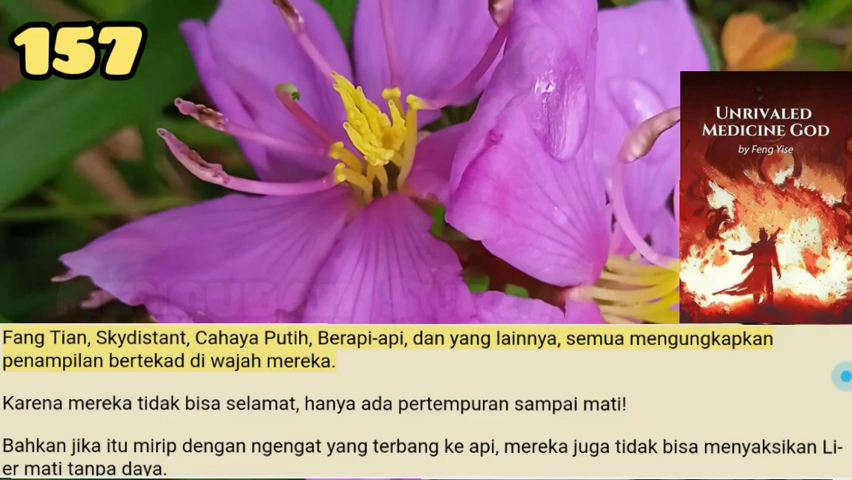 157
UNRIVALED
MEDICINE GOD
by Feng Yise
Fang Tian, Skydistant, Cahaya Putih, Berapi-api, dan yang lainnya, semua mengungkapkan
penampilan bertekad di wajah mereka.
Karena mereka tidak bisa selamat, hanya ada pertempuran sampai mati!
Bahkan jika itu mirip dengan ngengat yang terbang ke api, mereka juga tidak bisa menyaksikan Li-
er mati tanpa daya.